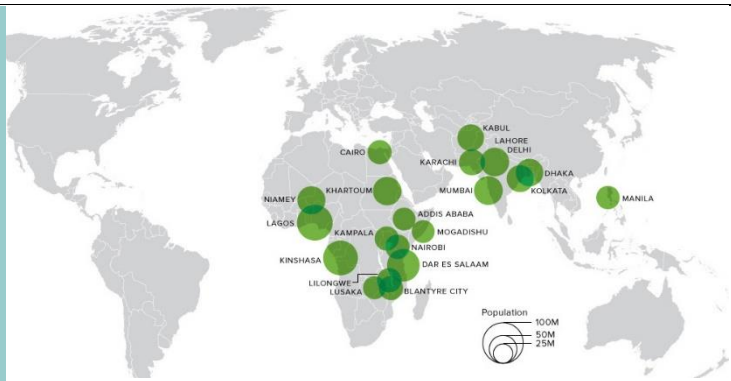 KABUL
LAHORE
CAIRO
DELHI
KARACHI
DHAKA
KHARTOUM
MUMBAI
KOLKATA
NIAMEY
MANILA
ADDIS ABABA
LAGOS
KAMPALA
MOGADISHU
NAIROBI
KINSHASA
DAR ES SALAAM
LILONGWE
LUSAKA
BLANTYRE CITY
Population
100M
50M
25M